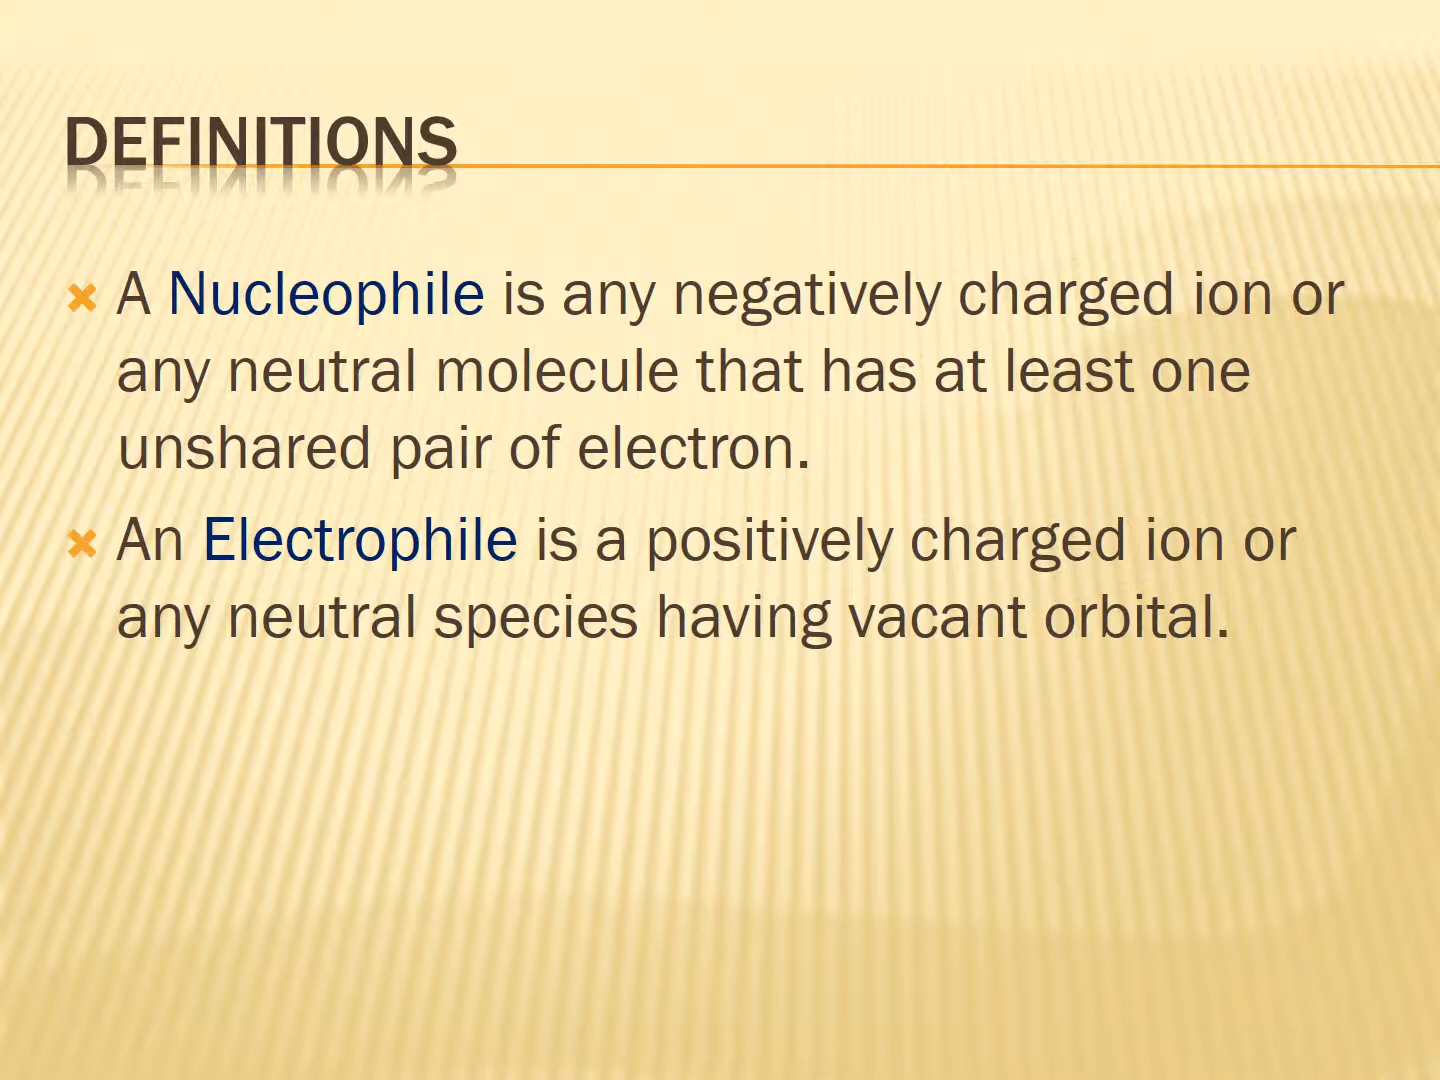 DEFINITIONS
A Nucleophile is any negatively charged ion or
any neutral molecule that has at least one
unshared pair of electron.
An Electrophile is a positively charged ion or
any neutral species having vacant orbital.